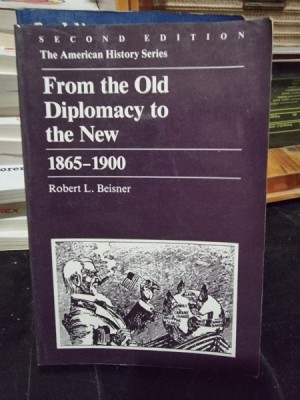 SECOND EDITION
The American History Series
From the Old
Diplomacy to
the New
1865–1900
Robert L. Beisner